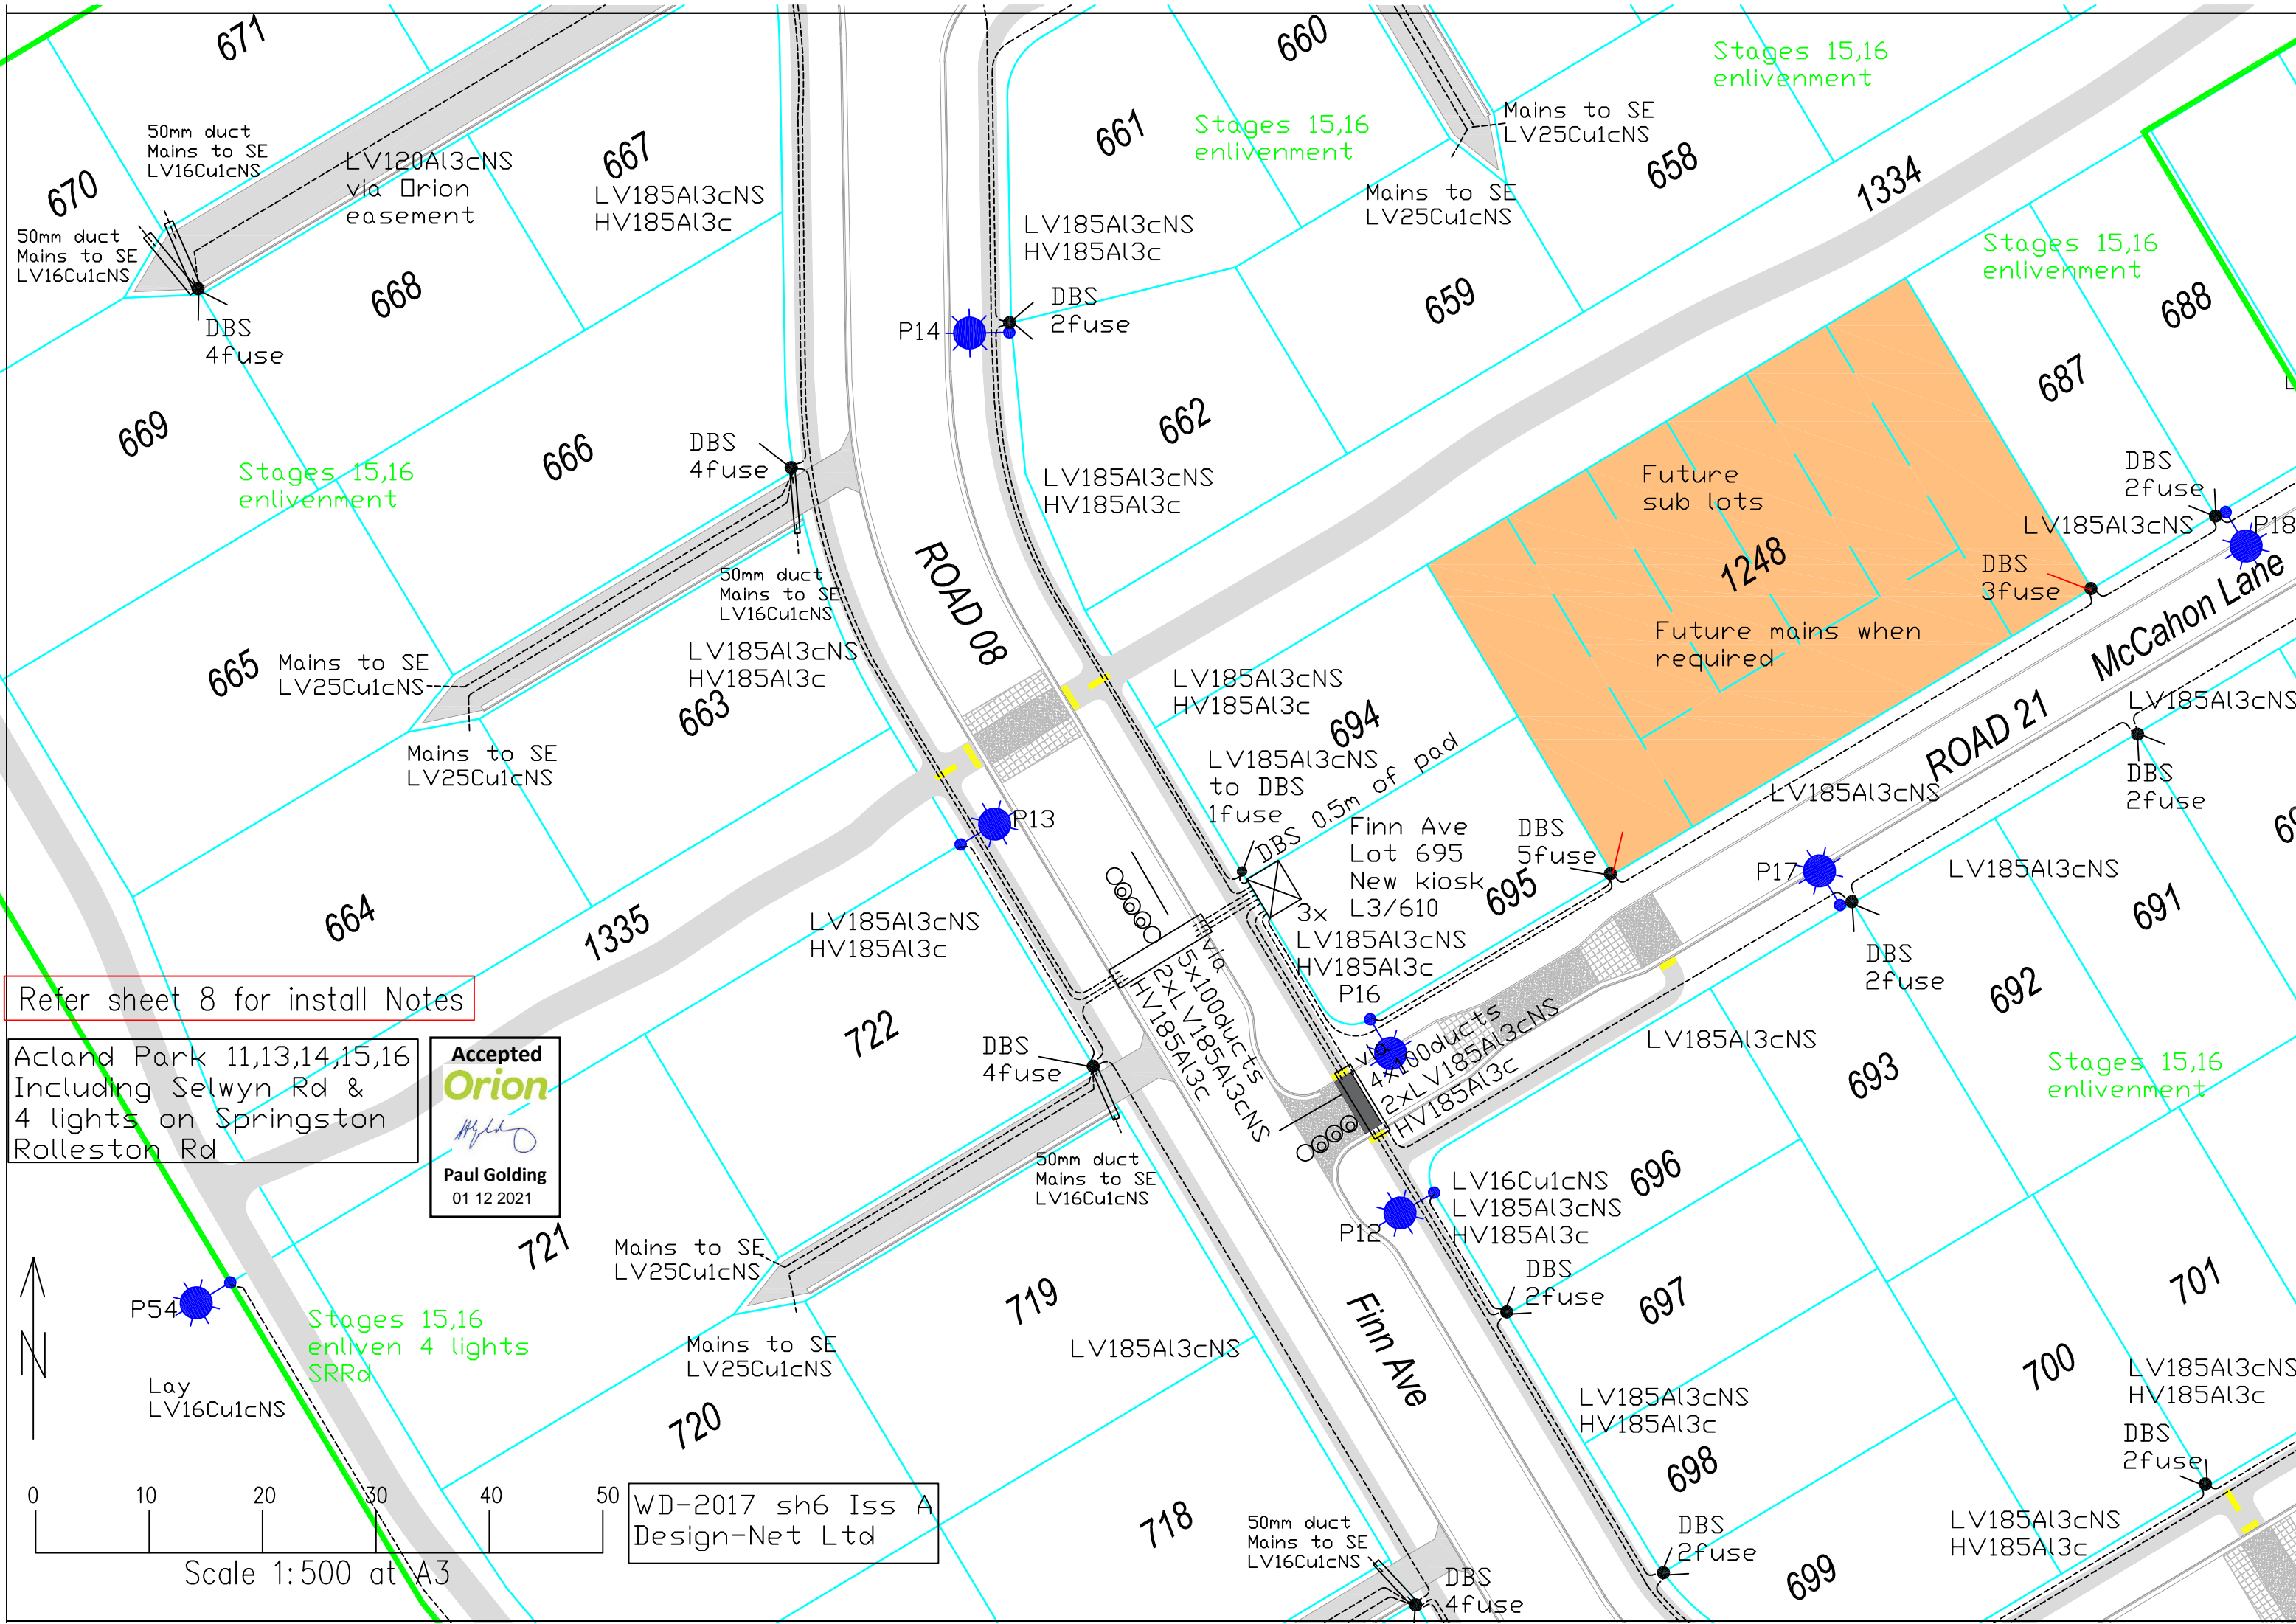 671
660
Stages 15,16
enlivenment
50mm duct
Mains to SE
LV16Cu1cNS
LV120Al3cNS
via Orion
easement
667
LV185Al3cNS
HV185Al3c
661
Stages 15,16
enlivenment
Mains to SE
LV25Cu1cNS
658
1334
670
50mm duct
Mains to SE
LV16Cu1cNS
668
DBS
4fuse
LV185Al3cNS
HV185Al3c
Mains to SE
LV25Cu1cNS
Stages 15,16
enlivenment
688
P14
DBS
2fuse
659
687
669
Stages 15,16
enlivenment
666
DBS
4fuse
662
LV185Al3cNS
HV185Al3c
Future
sub lots
1248
Future mains when
required
DBS
2fuse
LV185Al3cNS
P18
DBS
3fuse
McCahon Lane
ROAD 21
ROAD 08
50mm duct
Mains to SE
LV16Cu1cNS
LV185Al3cNS
HV185Al3c
665
Mains to SE
LV25Cu1cNS
663
Mains to SE
LV25Cu1cNS
LV185Al3cNS
HV185Al3c
694
LV185Al3cNS
to DBS
1fuse
DBS 0,5m of pad
Finn Ave
Lot 695
New kiosk
L3/610
695
DBS
5fuse
LV185Al3cNS
LV185Al3cNS
DBS
2fuse
P13
P17
3x
LV185Al3cNS
HV185Al3c
P16
LV185Al3cNS
691
DBS
2fuse
692
664
1335
LV185Al3cNS
HV185Al3c
via
5x100ducts
2xLV185Al3cNS
HV185Al3c
via
4x100ducts
2xLV185Al3cNS
HV185Al3c
LV185Al3cNS
693
Stages 15,16
enlivenment
Refer sheet 8 for install Notes
Acland Park 11,13,14,15,16
Including Selwyn Rd &
4 lights on Springston
Rolleston Rd
Accepted
Orion
Paul Golding
01 12 2021
722
DBS
4fuse
50mm duct
Mains to SE
LV16Cu1cNS
LV16Cu1cNS
LV185Al3cNS
HV185Al3c
P12
696
721
Mains to SE
LV25Cu1cNS
719
DBS
2fuse
697
701
N
P54
Stages 15,16
enliven 4 lights
SRRd
Mains to SE
LV25Cu1cNS
LV185Al3cNS
Finn Ave
700
LV185Al3cNS
HV185Al3c
Lay
LV16Cu1cNS
720
LV185Al3cNS
HV185Al3c
698
DBS
2fuse
0 10 20 30 40 50
Scale 1:500 at A3
WD-2017 sh6 Iss A
Design-Net Ltd
718
50mm duct
Mains to SE
LV16Cu1cNS
DBS
4fuse
DBS
2fuse
699
LV185Al3cNS
HV185Al3c